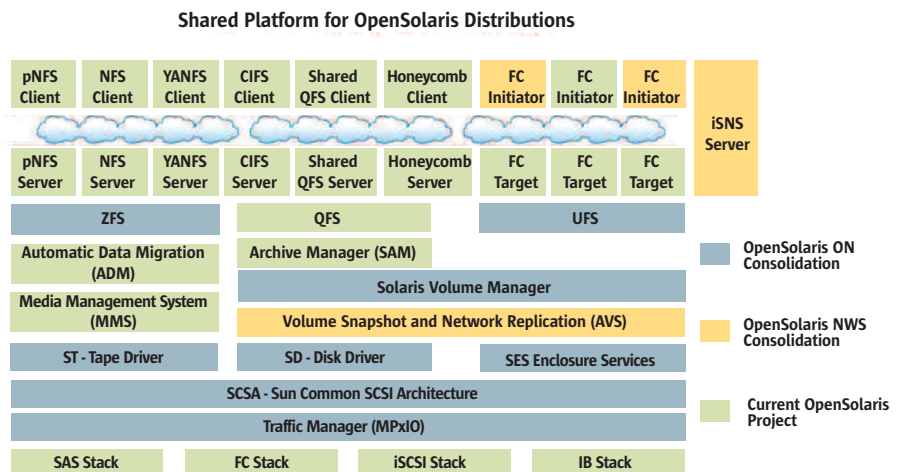 Shared Platform for OpenSolaris Distributions
pNFS
Client
NFS
Client
YANFS
Client
CIFS
Client
Shared
QFS Client
Honeycomb
Client
FC
Initiator
FC
Initiator
FC
Initiator
iSNS
Server
pNFS
Server
NFS
Server
YANFS
Server
CIFS
Server
Shared
QFS Server
Honeycomb
Server
FC
Target
FC
Target
FC
Target
ZFS
QFS
UFS
Automatic Data Migration
(ADM)
Archive Manager (SAM)
Solaris Volume Manager
Media Management System
(MMS)
Volume Snapshot and Network Replication (AVS)
ST - Tape Driver
SD - Disk Driver
SES Enclosure Services
SCSA - Sun Common SCSI Architecture
Traffic Manager (MPxIO)
SAS Stack
FC Stack
iSCSI Stack
IB Stack
OpenSolaris ON
Consolidation
OpenSolaris NWS
Consolidation
Current OpenSolaris
Project